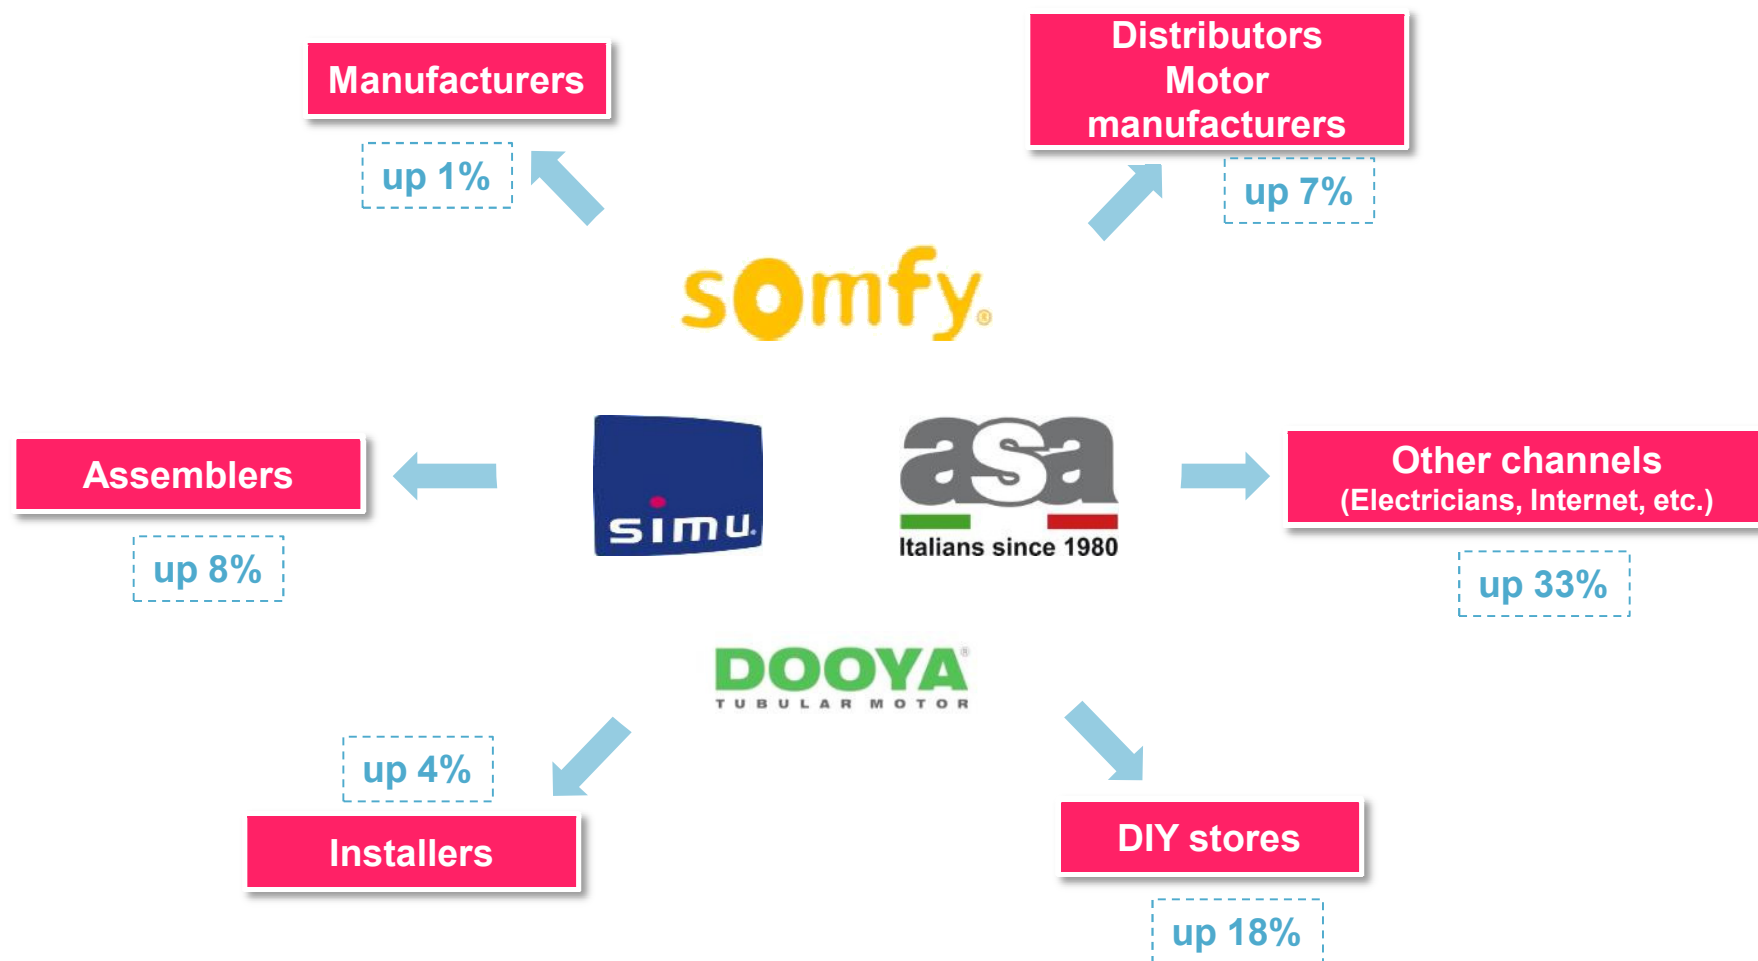 Manufacturers
up 1%
Distributors
Motor
manufacturers
up 7%
somfy®
Assemblers
up 8%
simu®
asa
Italians since 1980
Other channels
(Electricians, Internet, etc.)
up 33%
DOOYA®
TUBULAR MOTOR
up 4%
Installers
DIY stores
up 18%